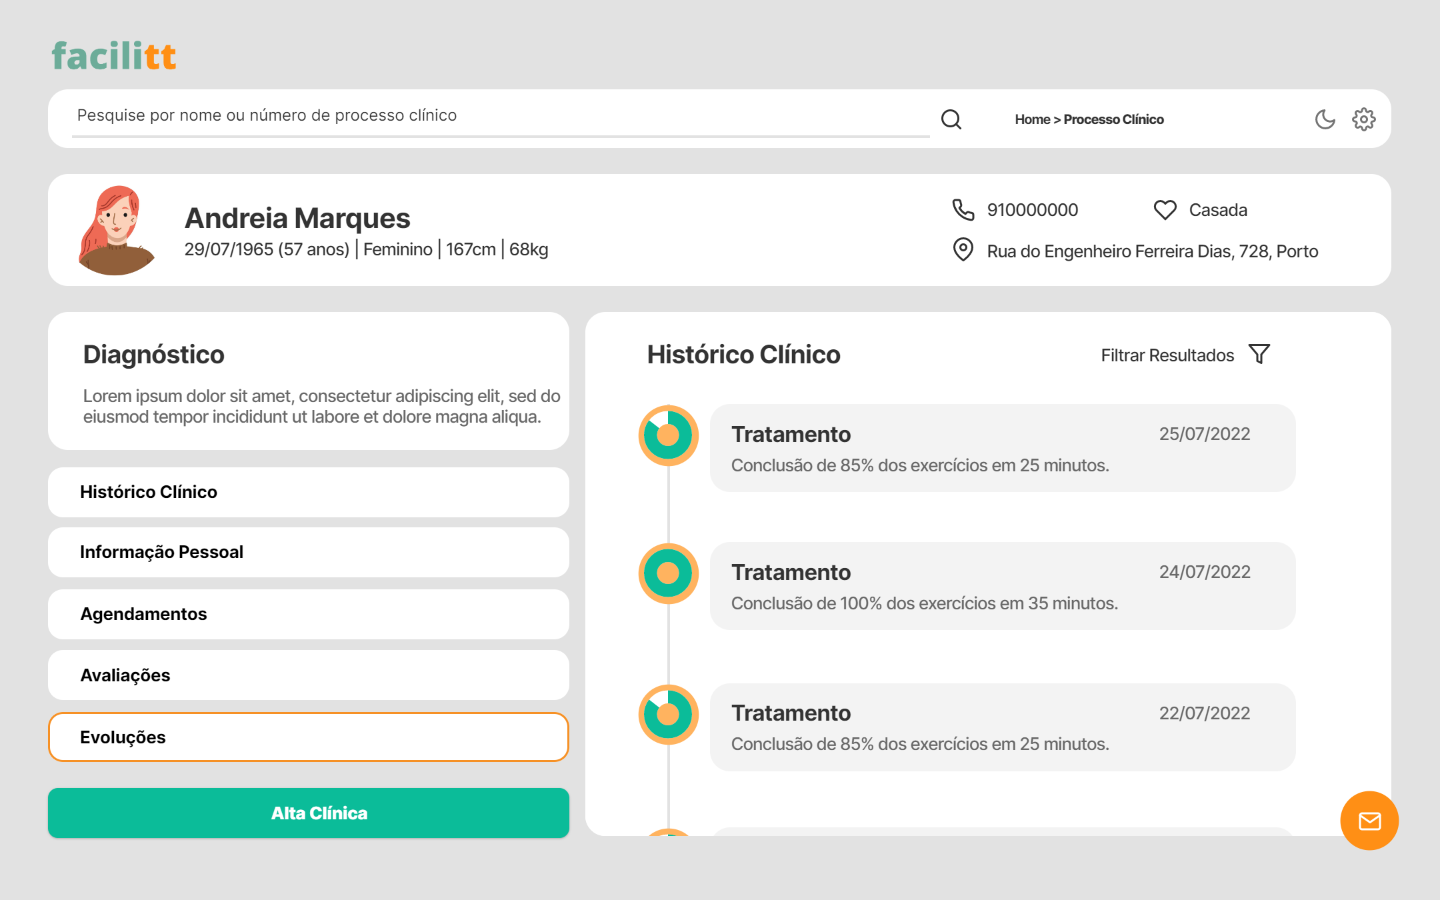 facilitt
Pesquise por nome ou número de processo clínico
Home > Processo Clínico
Andreia Marques
29/07/1965 (57 anos) | Feminino | 167cm | 68kg
910000000
Casada
Rua do Engenheiro Ferreira Dias, 728, Porto
Diagnóstico
Lorem ipsum dolor sit amet, consectetur adipiscing elit, sed do
eiusmod tempor incididunt ut labore et dolore magna aliqua.
Histórico Clínico
Informação Pessoal
Agendamentos
Avaliações
Evoluções
Alta Clínica
Histórico Clínico
Filtrar Resultados
Tratamento
25/07/2022
Conclusão de 85% dos exercícios em 25 minutos.
Tratamento
24/07/2022
Conclusão de 100% dos exercícios em 35 minutos.
Tratamento
22/07/2022
Conclusão de 85% dos exercícios em 25 minutos.